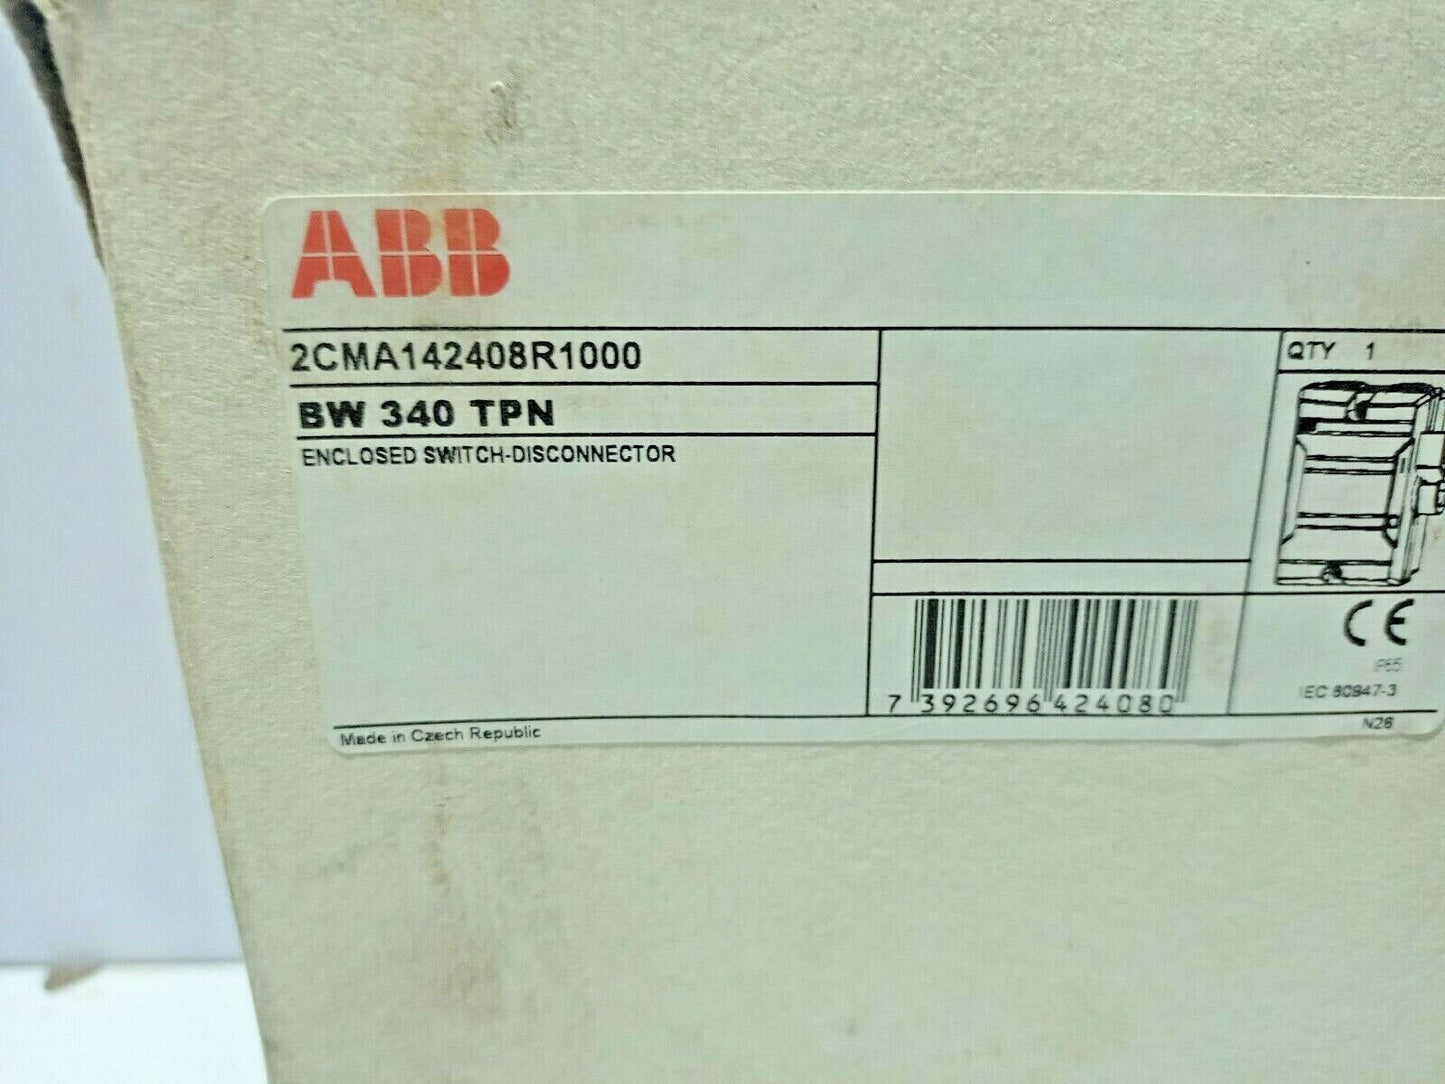 ABB
2CMA142408R1000
BW 340 TPN
ENCLOSED SWITCH-DISCONNECTOR
QTY 1
7 392696 424080
CE
IEC 60947-3
N26
Made in Czech Republic